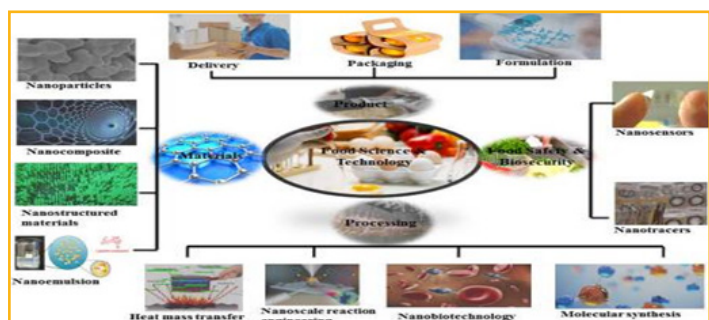 Delivery
Packaging
Formulation
Nanoparticles
Product
Nanosensors
Nanocomposite
Materials
Food Science &
Technology
Food Safety &
Biosecurity
Nanostructured
materials
Processing
Nanotracers
Nanoemulsion
Heat mass transfer
Nanoscale reaction
Nanobiotechnology
Molecular synthesis